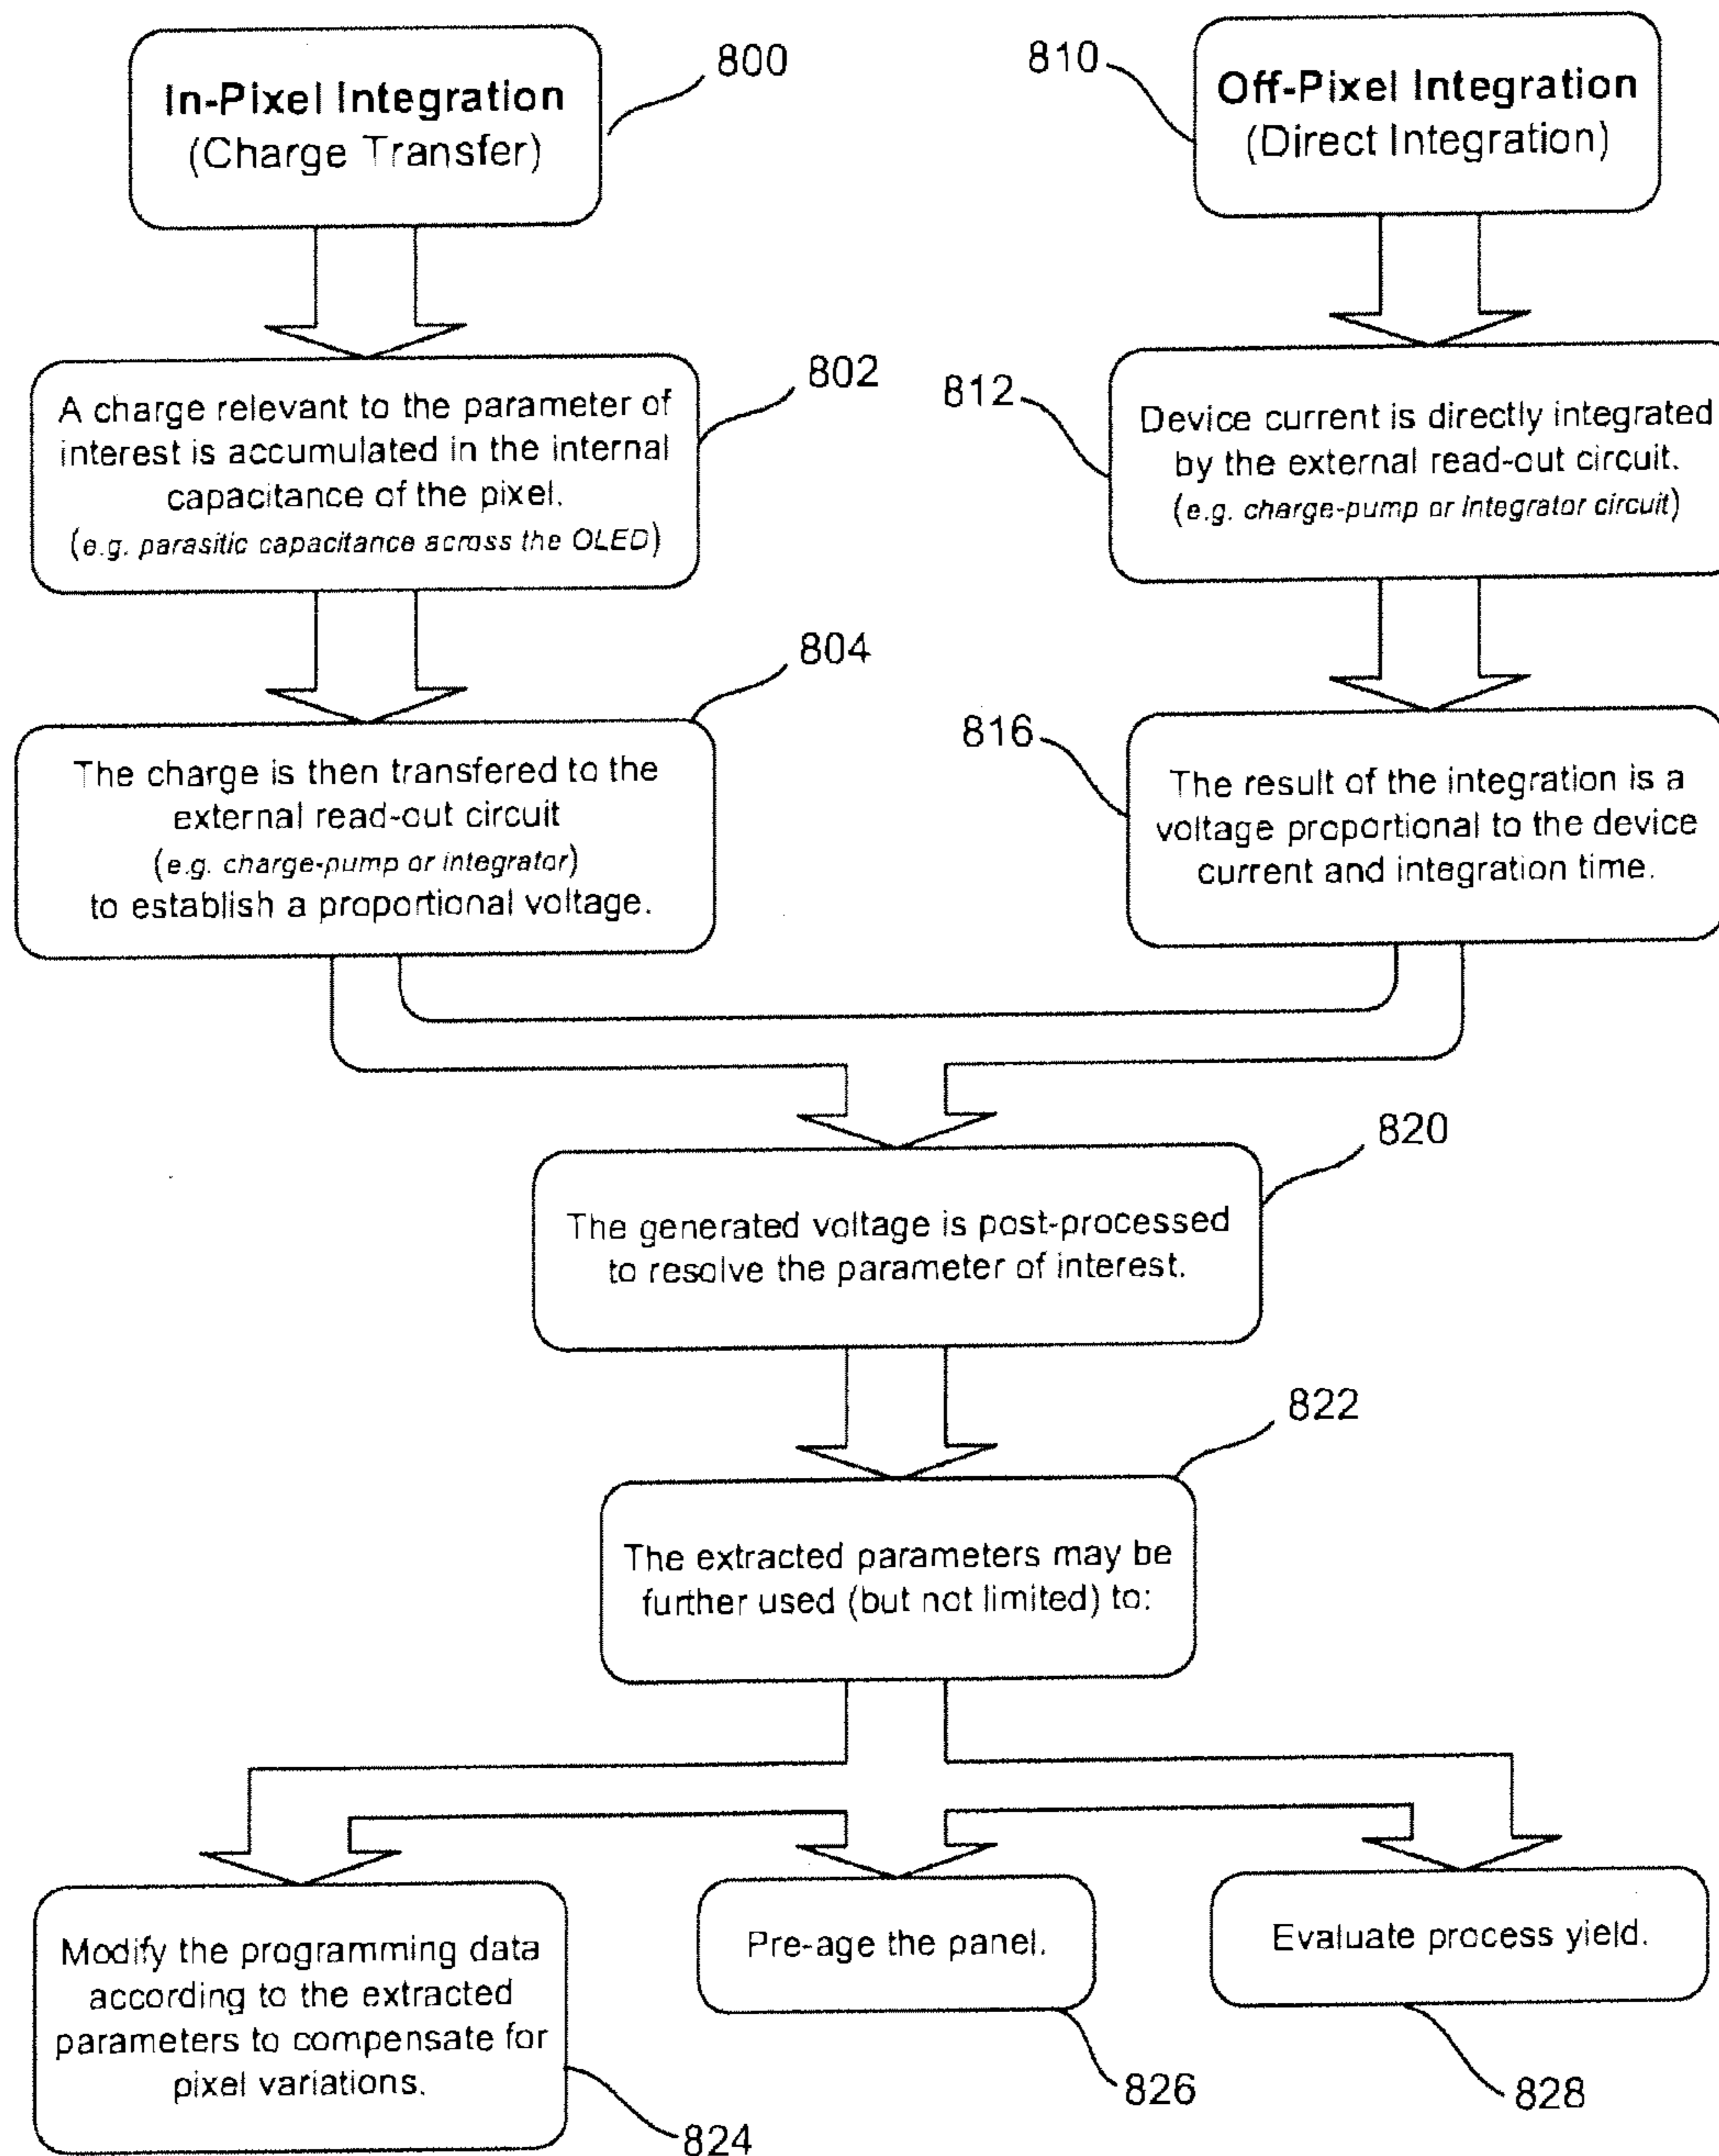 In-Pixel Integration
(Charge Transfer)
800
810
Off-Pixel Integration
(Direct Integration)
A charge relevant to the parameter of
interest is accumulated in the internal
capacitance of the pixel.
(e.g. parasitic capacitance across the OLED)
802
812
Device current is directly integrated
by the external read-out circuit.
(e.g. charge-pump or integrator circuit)
804
The charge is then transfered to the
external read-out circuit
(e.g. charge-pump or integrator)
to establish a proportional voltage.
816
The result of the integration is a
voltage proportional to the device
current and integration time.
820
The generated voltage is post-processed
to resolve the parameter of interest.
822
The extracted parameters may be
further used (but not limited) to:
Modify the programming data
according to the extracted
parameters to compensate for
pixel variations.
824
Pre-age the panel.
826
Evaluate process yield.
828